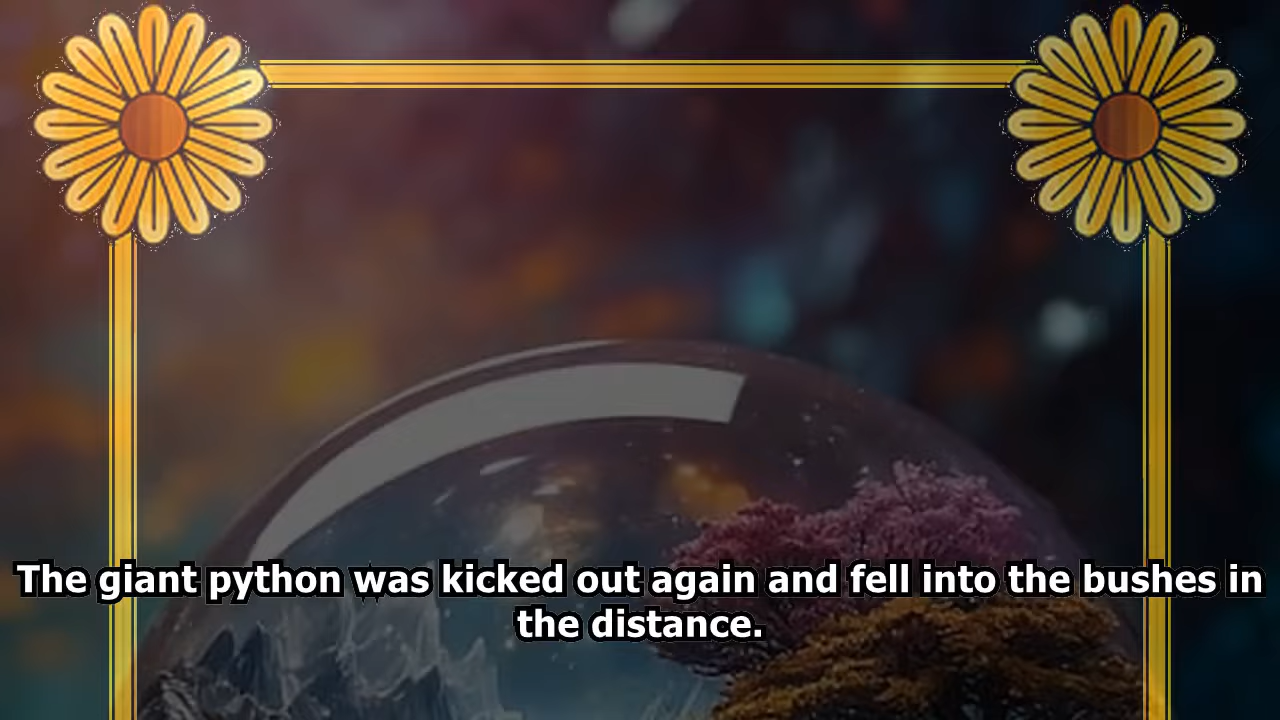 The giant python was kicked out again and fell into the bushes in
the distance.